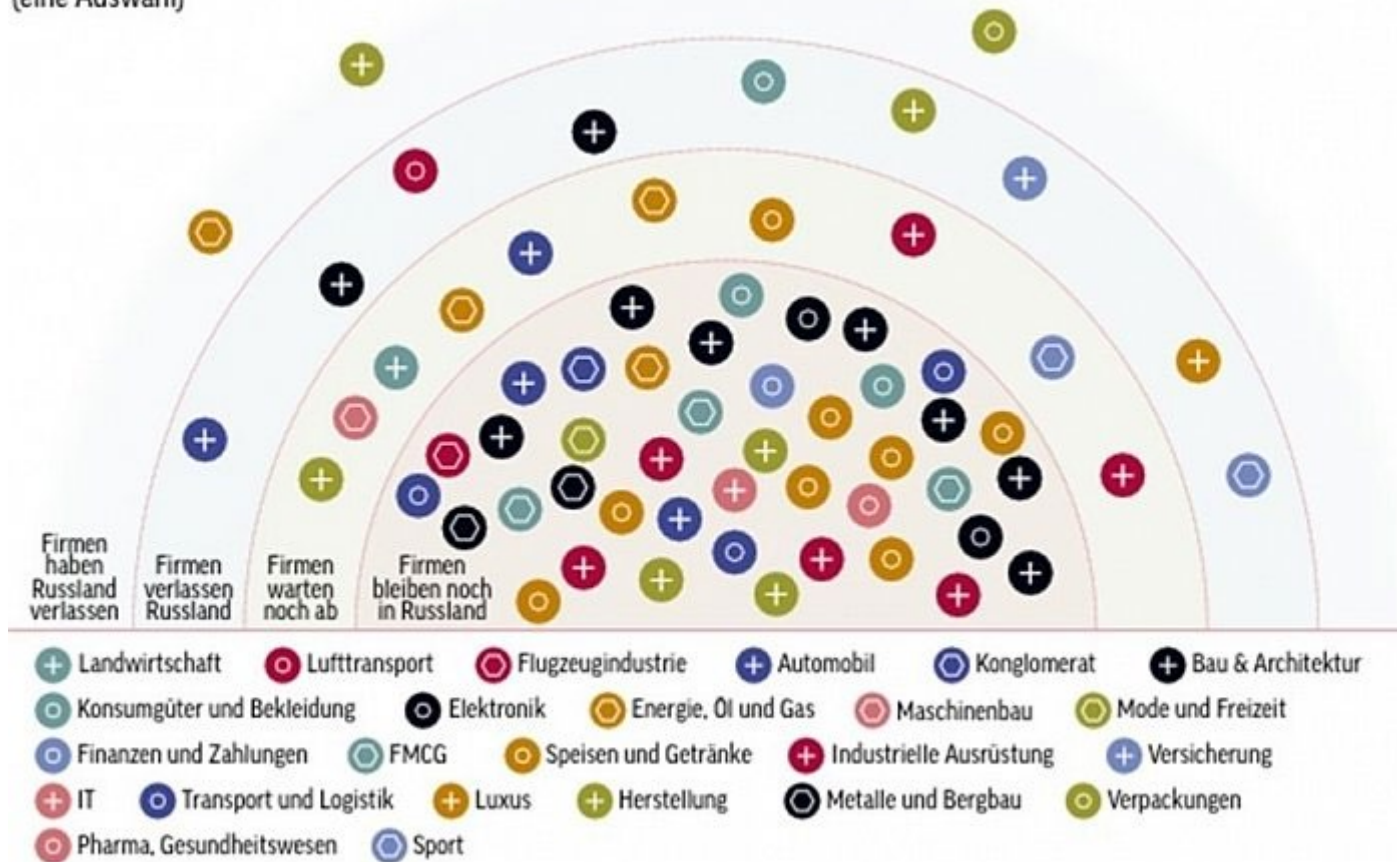 (eine Auswahl)
Firmen
haben
Russland
verlassen
Firmen
verlassen
Russland
Firmen
warten
noch ab
Firmen
bleiben noch
in Russland
Landwirtschaft Lufttransport Flugzeugindustrie Automobil Konglomerat Bau & Architektur
Konsumgüter und Bekleidung Elektronik Energie, Öl und Gas Maschinenbau Mode und Freizeit
Finanzen und Zahlungen FMCG Speisen und Getränke Industrielle Ausrüstung Versicherung
IT Transport und Logistik Luxus Herstellung Metalle und Bergbau Verpackungen
Pharma, Gesundheitswesen Sport